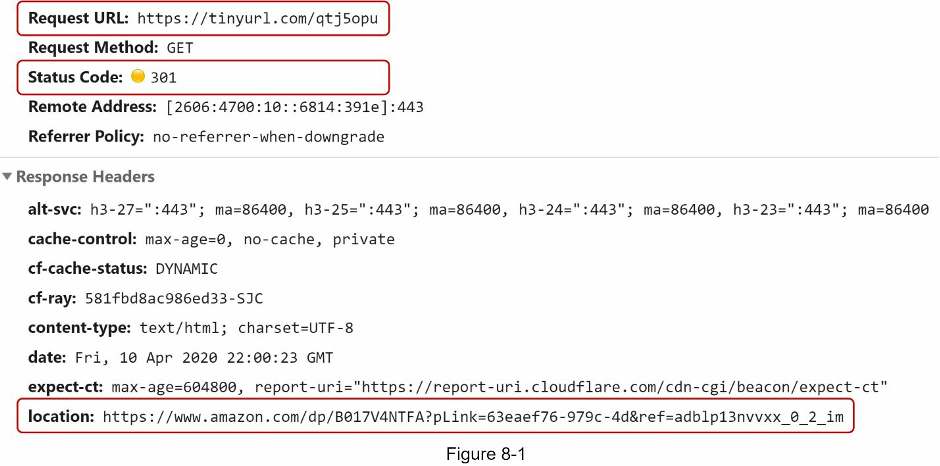 Request URL: https://tinyurl.com/qtj5opu
Request Method: GET
Status Code: 301
Remote Address: [2606:4700:10::6814:391e]:443
Referrer Policy: no-referrer-when-downgrade
Response Headers
alt-svc: h3-27=":443"; ma=86400, h3-25=":443"; ma=86400, h3-24=":443"; ma=86400, h3-23=":443"; ma=86400
cache-control: max-age=0, no-cache, private
cf-cache-status: DYNAMIC
cf-ray: 581fbd8ac986ed33-SJC
content-type: text/html; charset=UTF-8
date: Fri, 10 Apr 2020 22:00:23 GMT
expect-ct: max-age=604800, report-uri="https://report-uri.cloudflare.com/cdn-cgi/beacon/expect-ct"
location: https://www.amazon.com/dp/B017V4NTFA?pLink=63eaef76-979c-4d&ref=adblp13nvvxx_0_2_im
Figure 8-1